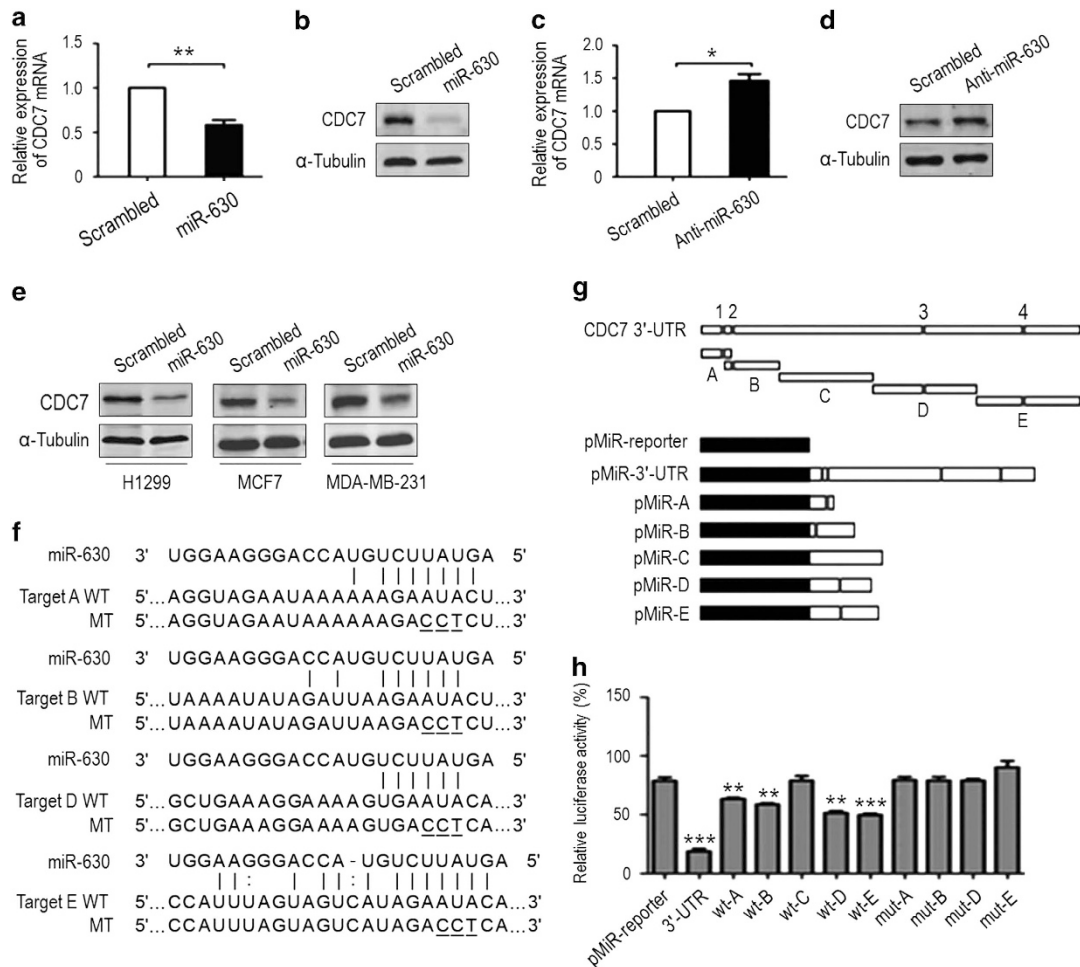 a
Relative expression
of CDC7 mRNA
1.5
1.0
0.5
0
**
Scrambled
miR-630
b
Scrambled
miR-630
CDC7
α-Tubulin
c
Relative expression
of CDC7 mRNA
2.0
1.5
1.0
0.5
0
*
Scrambled
Anti-miR-630
d
Scrambled
Anti-miR-630
CDC7
α-Tubulin
e
Scrambled
miR-630
Scrambled
miR-630
Scrambled
miR-630
CDC7
α-Tubulin
H1299
MCF7
MDA-MB-231
f
miR-630 3' UGGAAGGGACCAUGUCUUAUGA 5'
Target A WT 5'...AGGUAGAAUAAAAAAGAAUACU...3'
MT 5'...AGGUAGAAUAAAAAAGACCTCU...3'
miR-630 3' UGGAAGGGACCAUGUCUUAUGA 5'
Target B WT 5'...UAAAAUAUAGAUUAAGAAUACU...3'
MT 5'...UAAAAUAUAGAUUAAGACCTCU...3'
miR-630 3' UGGAAGGGACCAUGUCUUAUGA 5'
Target D WT 5'...GCUGAAAGGAAAAGUGAAUACA...3'
MT 5'...GCUGAAAGGAAAAGUGACCTCA...3'
miR-630 3' UGGAAGGGACCA-UGUCUUAUGA 5'
Target E WT 5'...CCAUUUAGUAGUCAUAGAAUACA...3'
MT 5'...CCAUUUAGUAGUCAUAGACCTCA...3'
g
1 2 3 4
CDC7 3'-UTR
A
B
C
D
E
pMiR-reporter
pMiR-3'-UTR
pMiR-A
pMiR-B
pMiR-C
pMiR-D
pMiR-E
h
Relative luciferase activity (%)
150
100
50
0
***
**
**
**
***
pMiR-reporter
3'-UTR
wt-A
wt-B
wt-C
wt-D
wt-E
mut-A
mut-B
mut-D
mut-E